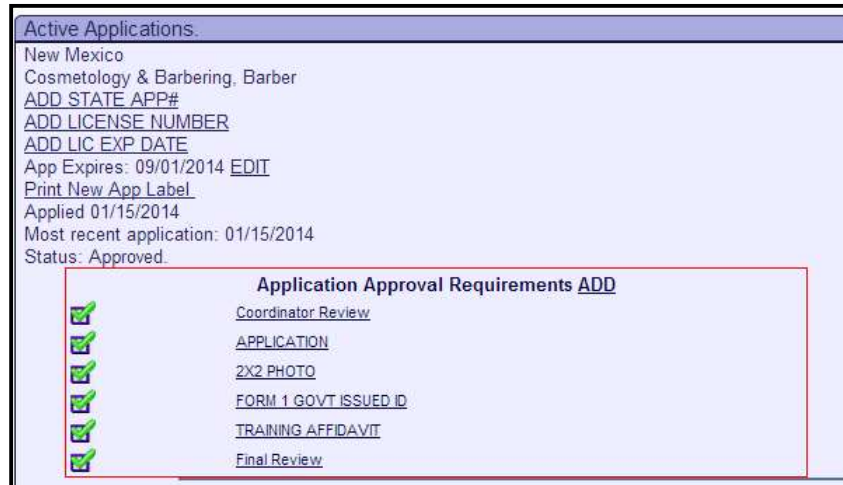 Active Applications.
New Mexico
Cosmetology & Barbering, Barber
ADD STATE APP#
ADD LICENSE NUMBER
ADD LIC EXP DATE
App Expires: 09/01/2014 EDIT
Print New App Label
Applied 01/15/2014
Most recent application: 01/15/2014
Status: Approved.
Application Approval Requirements ADD
Coordinator Review
APPLICATION
2X2 PHOTO
FORM 1 GOVT ISSUED ID
TRAINING AFFIDAVIT
Final Review